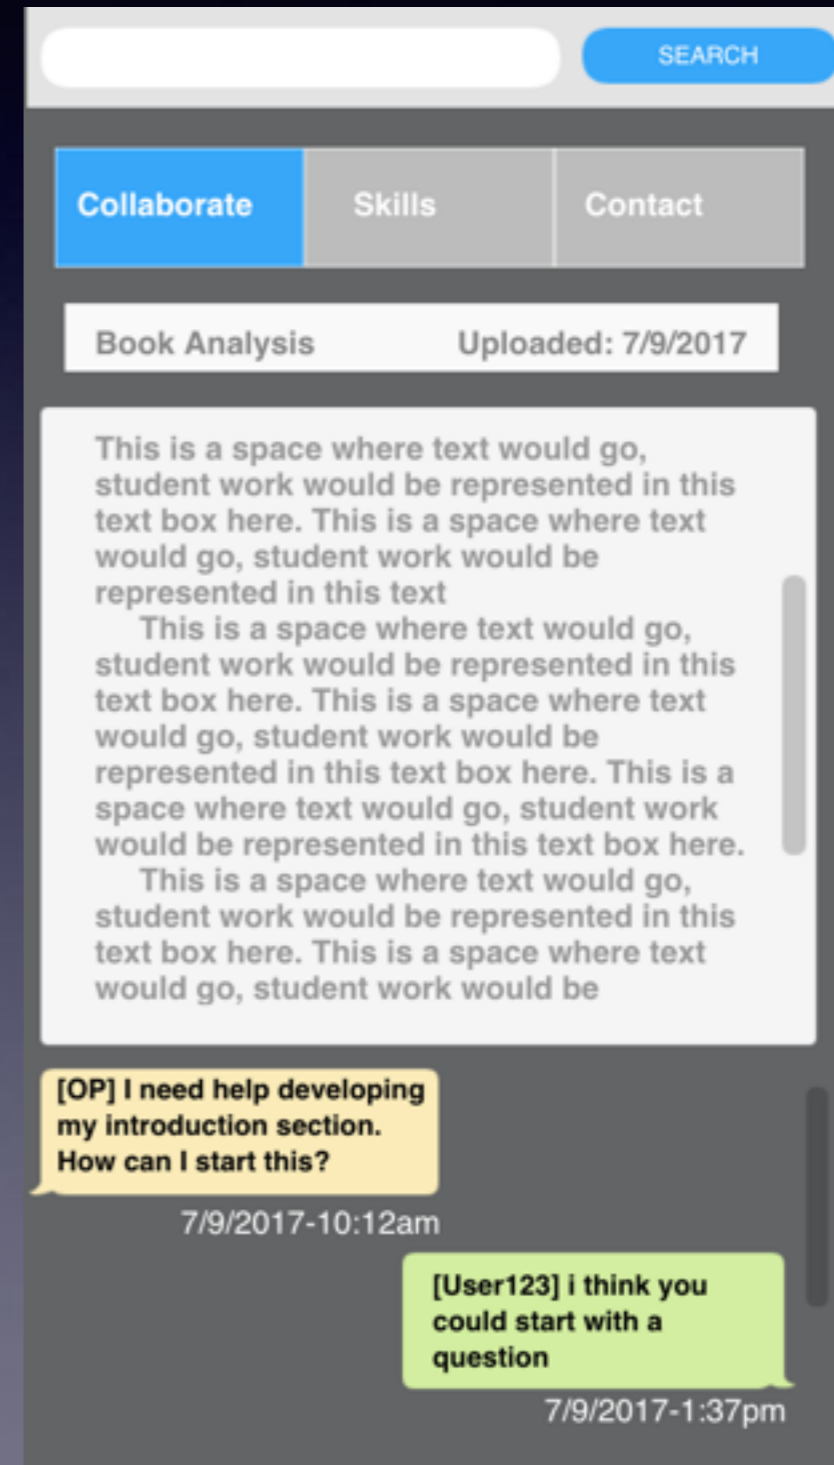 SEARCH
Collaborate Skills Contact
Book Analysis Uploaded: 7/9/2017
This is a space where text would go,
student work would be represented in this
text box here. This is a space where text
would go, student work would be
represented in this text
This is a space where text would go,
student work would be represented in this
text box here. This is a space where text
would go, student work would be
represented in this text box here. This is a
space where text would go, student work
would be represented in this text box here.
This is a space where text would go,
student work would be represented in this
text box here. This is a space where text
would go, student work would be
[OP] I need help developing
my introduction section.
How can I start this?
7/9/2017-10:12am
[User123] i think you
could start with a
question
7/9/2017-1:37pm